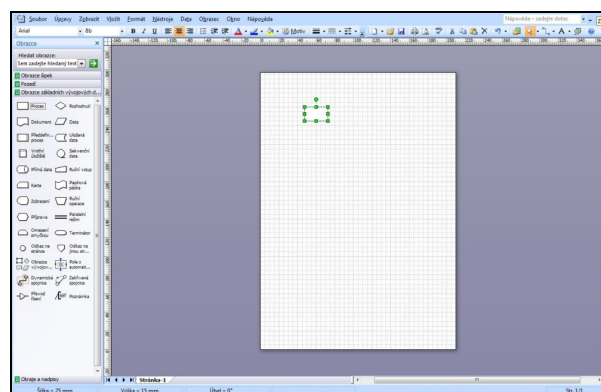 Soubor Úpravy Zobrazit Vložit Formát Nástroje Data Obrazec Okno Nápověda
Nápověda – zadejte dotaz
Arial 8b
B I U A Motiv
Obrazce
Hledat obrazce:
Sem zadejte hledaný text
Obrazce šipek
Pozadí
Obrazce základních vývojových d...
Proces Rozhodnutí
Dokument Data
Předdefin... proces Uložená data
Vnitřní úložiště Sekvenční data
Přímá data Ruční vstup
Karta Papírová páska
Zobrazení Ruční operace
Příprava Paralelní režim
Omezení smyčkou Terminátor
Odkaz na stránce Odkaz na jinou str...
Obrazce vývojov... Pole s automati...
Dynamická spojnice Zakřivená spojnice
Převod řízení Poznámka
Okraje a nadpisy
Stránka-1
Šířka = 25 mm Výška = 15 mm Úhel = 0° Str. 1/1